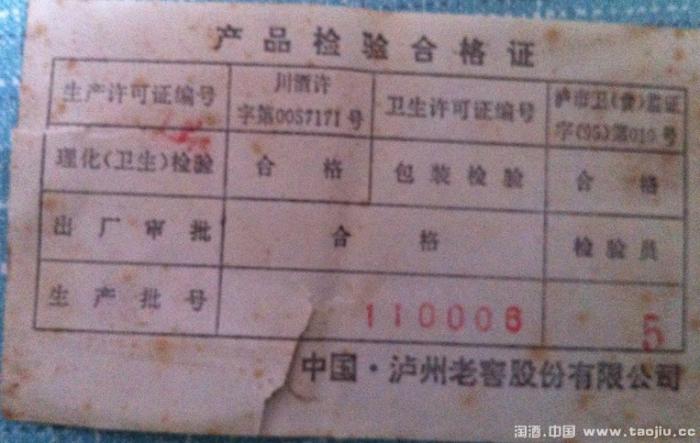 产品检验合格证
生产许可证编号 川酒许字第0057171号 卫生许可证编号 泸市卫(食)监证字(95)第019号
理化(卫生)检验 合格 包装检验 合格
出厂审批 合格 检验员
生产批号 110006 5
中国·泸州老窖股份有限公司
淘酒.中国 www.taojiu.cc